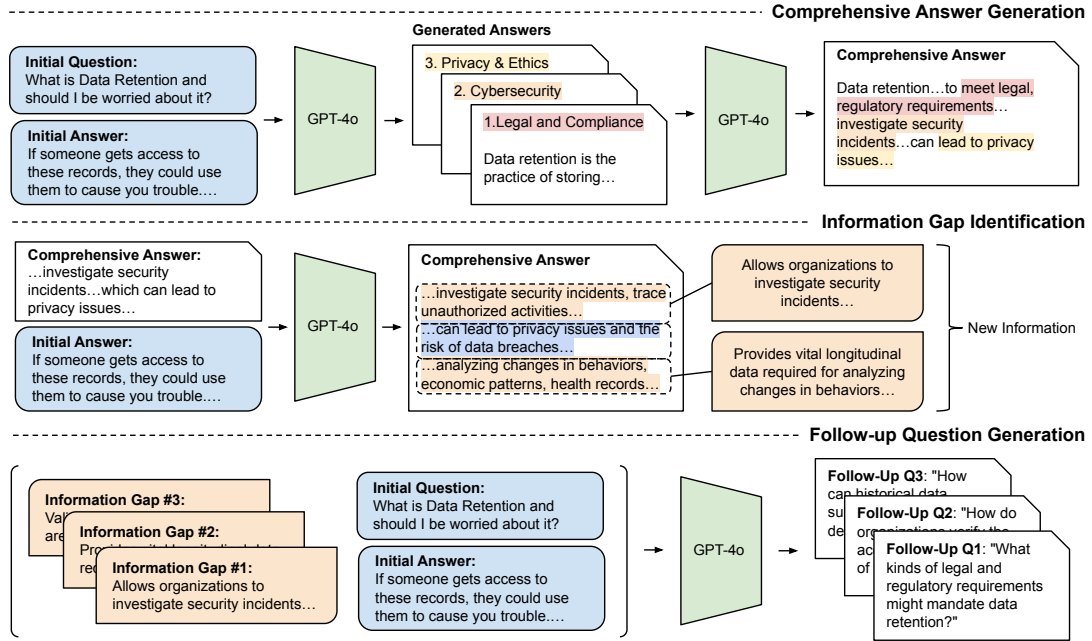 Comprehensive Answer Generation
Initial Question:
What is Data Retention and
should I be worried about it?
Initial Answer:
If someone gets access to
these records, they could use
them to cause you trouble….
GPT-4o
Generated Answers
3. Privacy & Ethics
2. Cybersecurity
1.Legal and Compliance
Data retention is the
practice of storing…
GPT-4o
Comprehensive Answer
Data retention…to meet legal,
regulatory requirements…
investigate security
incidents…can lead to privacy
issues…
Information Gap Identification
Comprehensive Answer:
…investigate security
incidents…which can lead to
privacy issues…
Initial Answer:
If someone gets access to
these records, they could use
them to cause you trouble….
GPT-4o
Comprehensive Answer
…investigate security incidents, trace
unauthorized activities…
…can lead to privacy issues and the
risk of data breaches…
…analyzing changes in behaviors,
economic patterns, health records…
Allows organizations to
investigate security
incidents…
Provides vital longitudinal
data required for analyzing
changes in behaviors…
New Information
Follow-up Question Generation
Information Gap #3:
Vali
are
Information Gap #2:
rec
Information Gap #1:
Allows organizations to
investigate security incidents…
Initial Question:
What is Data Retention and
should I be worried about it?
Initial Answer:
If someone gets access to
these records, they could use
them to cause you trouble….
GPT-4o
Follow-Up Q3: "How
can historical data
su
de
Follow-Up Q2: "How do
organizations verify the
acc
of
Follow-Up Q1: "What
kinds of legal and
regulatory requirements
might mandate data
retention?"